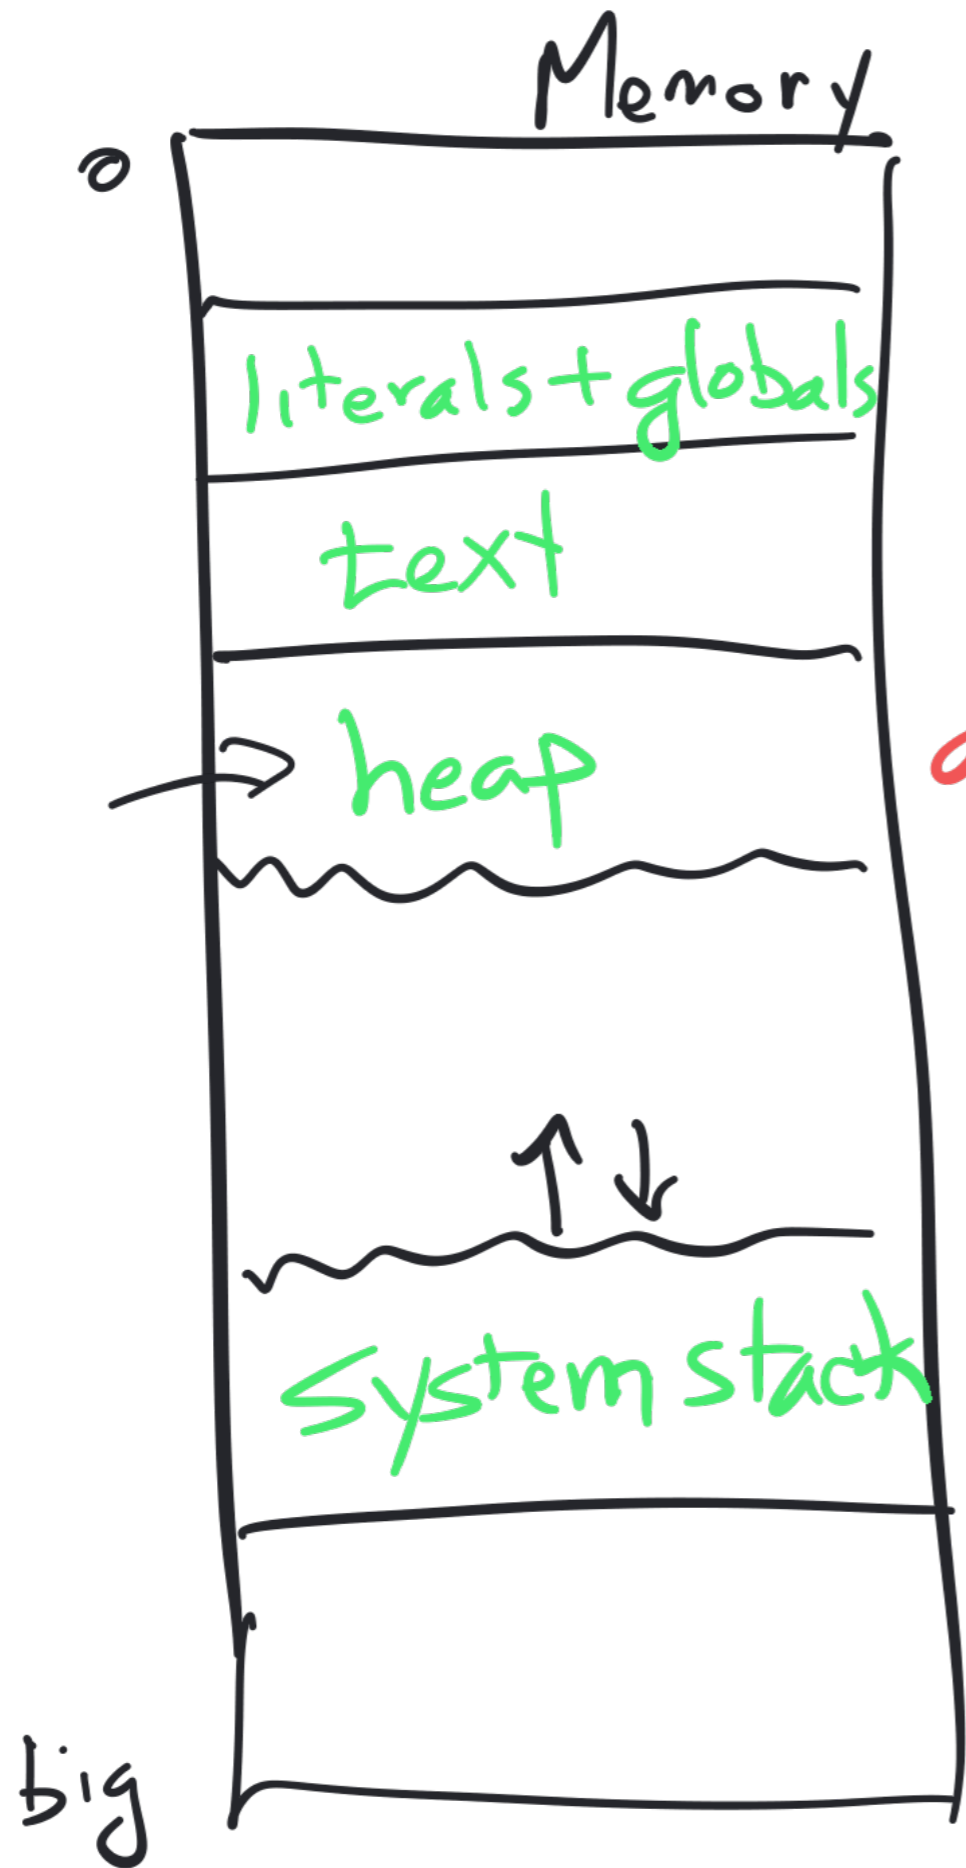 Memory
0
literals + globals
text
heap
system stack
big